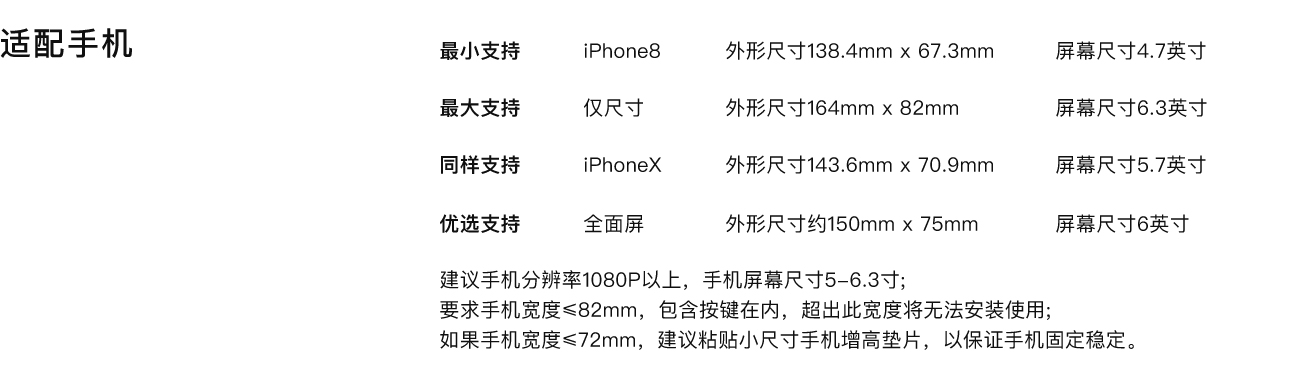 适配手机
最小支持 iPhone8 外形尺寸138.4mm x 67.3mm 屏幕尺寸4.7英寸
最大支持 仅尺寸 外形尺寸164mm x 82mm 屏幕尺寸6.3英寸
同样支持 iPhoneX 外形尺寸143.6mm x 70.9mm 屏幕尺寸5.7英寸
优选支持 全面屏 外形尺寸约150mm x 75mm 屏幕尺寸6英寸
建议手机分辨率1080P以上，手机屏幕尺寸5–6.3寸;
要求手机宽度≤82mm，包含按键在内，超出此宽度将无法安装使用;
如果手机宽度≤72mm，建议粘贴小尺寸手机增高垫片，以保证手机固定稳定。